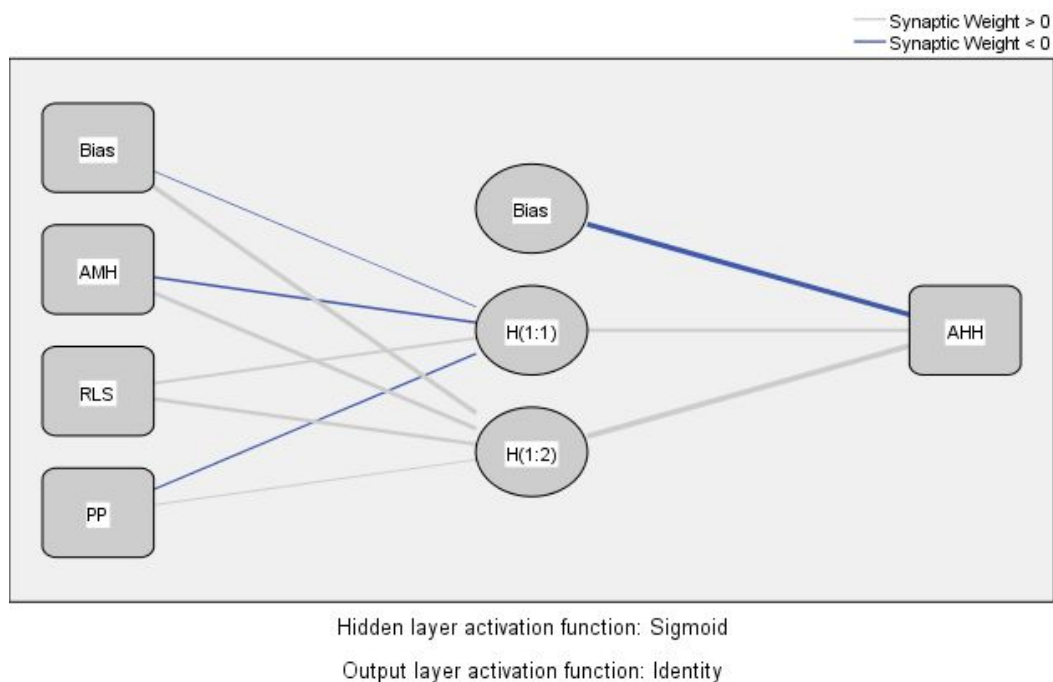 Synaptic Weight > 0
Synaptic Weight < 0
Bias
AMH
RLS
PP
Bias
H(1:1)
H(1:2)
AHH
Hidden layer activation function: Sigmoid
Output layer activation function: Identity